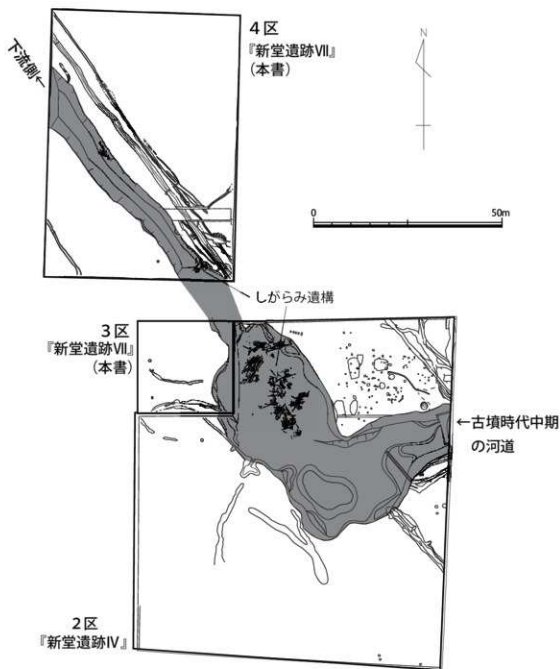 4区
『新堂遺跡Ⅶ』
(本書)
下流側←
0
50m
しがらみ遺構
3区
『新堂遺跡Ⅶ』
(本書)
←古墳時代中期
の河道
2区
『新堂遺跡Ⅳ』